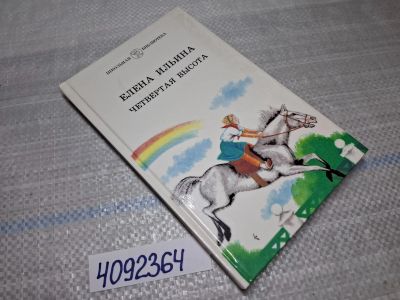 ШКОЛЬНАЯ БИБЛИОТЕКА
ЕЛЕНА ИЛЬИНА
ЧЕТВЕРТАЯ ВЫСОТА
4092364